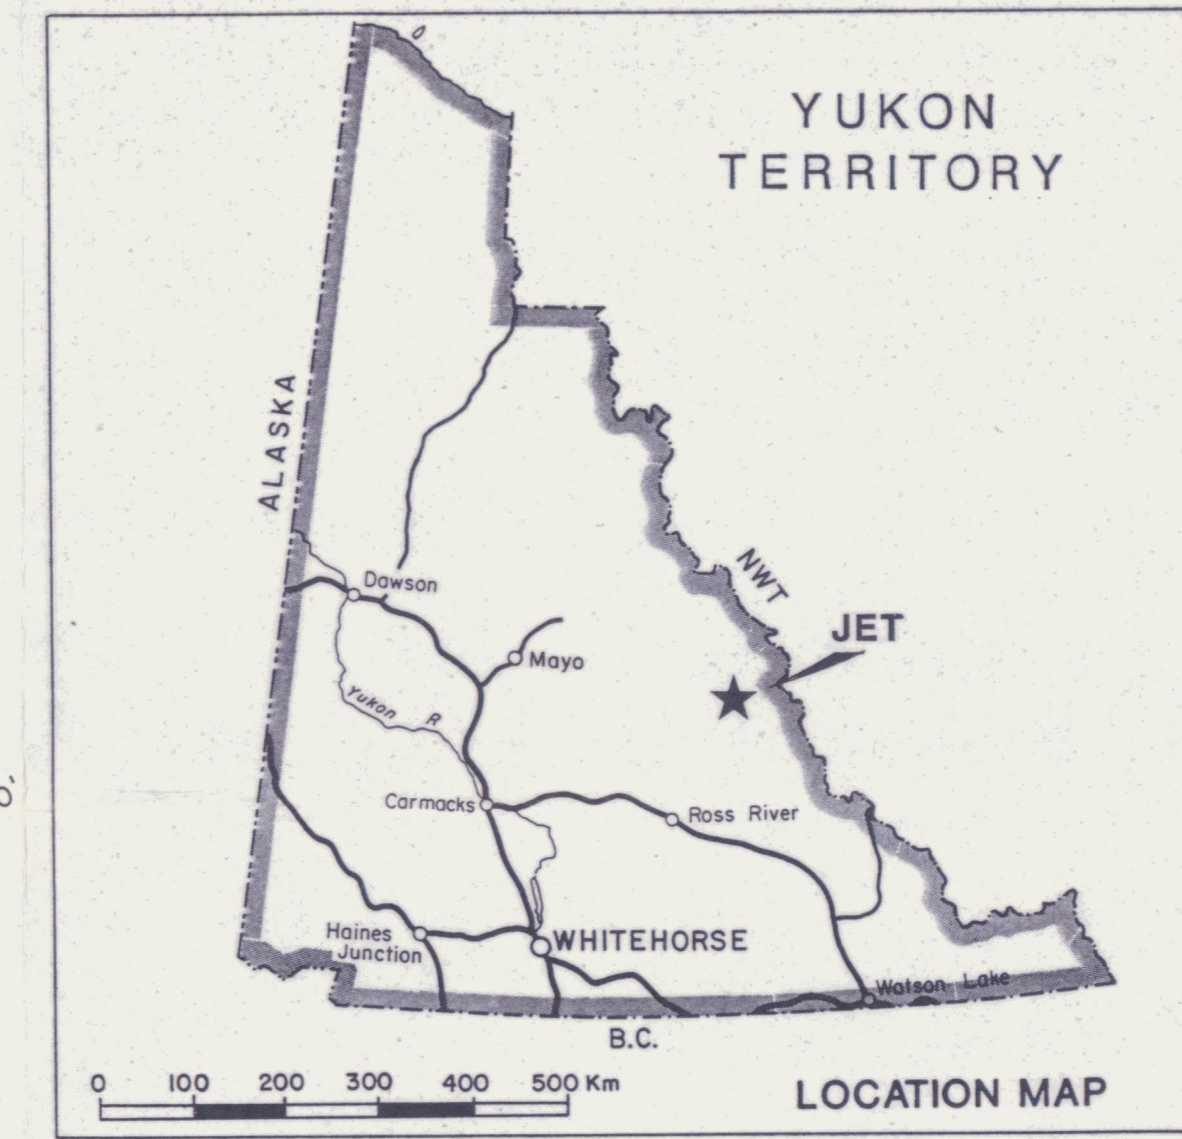 YUKON
TERRITORY
ALASKA
NWT
JET
Dawson
Mayo
Yukon R
Carmacks
Ross River
Haines
Junction
WHITEHORSE
Watson Lake
B.C.
0 100 200 300 400 500 Km
LOCATION MAP